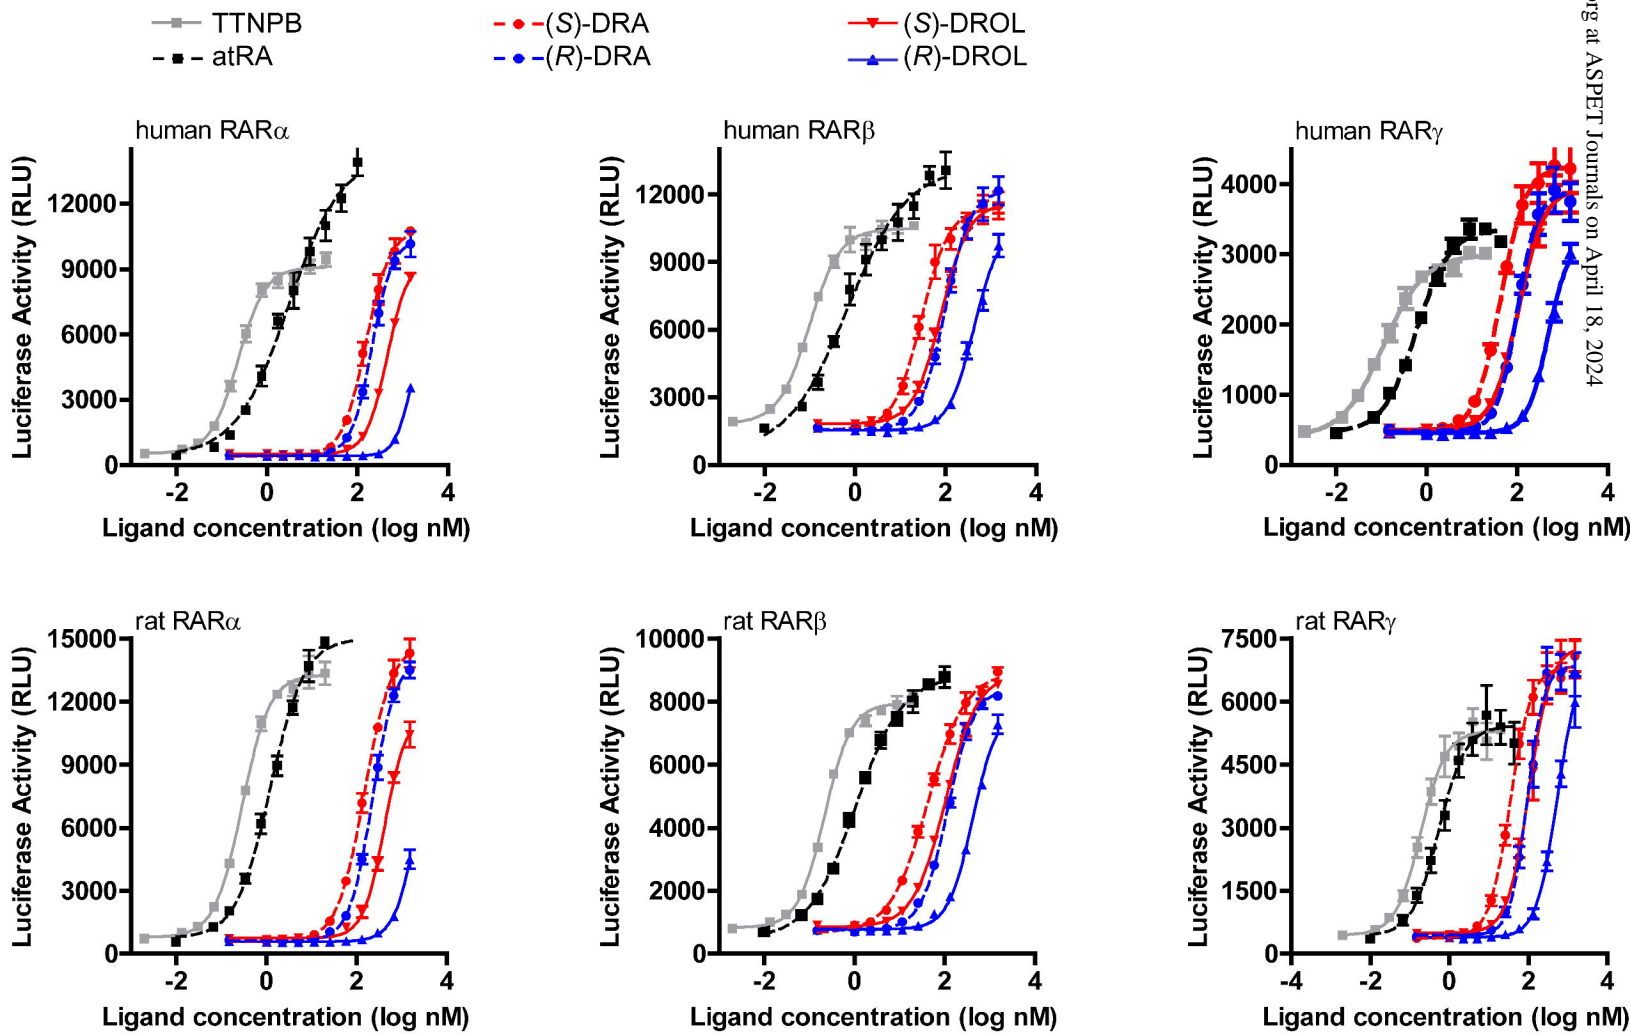 TTNPB
atRA
(S)-DRA
(R)-DRA
(S)-DROL
(R)-DROL
org at ASPET Journals on April 18, 2024
human RARα
Luciferase Activity (RLU)
12000
9000
6000
3000
0
-2 0 2 4
Ligand concentration (log nM)
human RARβ
Luciferase Activity (RLU)
12000
9000
6000
3000
0
-2 0 2 4
Ligand concentration (log nM)
human RARγ
Luciferase Activity (RLU)
4000
3000
2000
1000
0
-2 0 2 4
Ligand concentration (log nM)
rat RARα
Luciferase Activity (RLU)
15000
12000
9000
6000
3000
0
-2 0 2 4
Ligand concentration (log nM)
rat RARβ
Luciferase Activity (RLU)
10000
8000
6000
4000
2000
0
-2 0 2 4
Ligand concentration (log nM)
rat RARγ
Luciferase Activity (RLU)
7500
6000
4500
3000
1500
0
-4 -2 0 2 4
Ligand concentration (log nM)